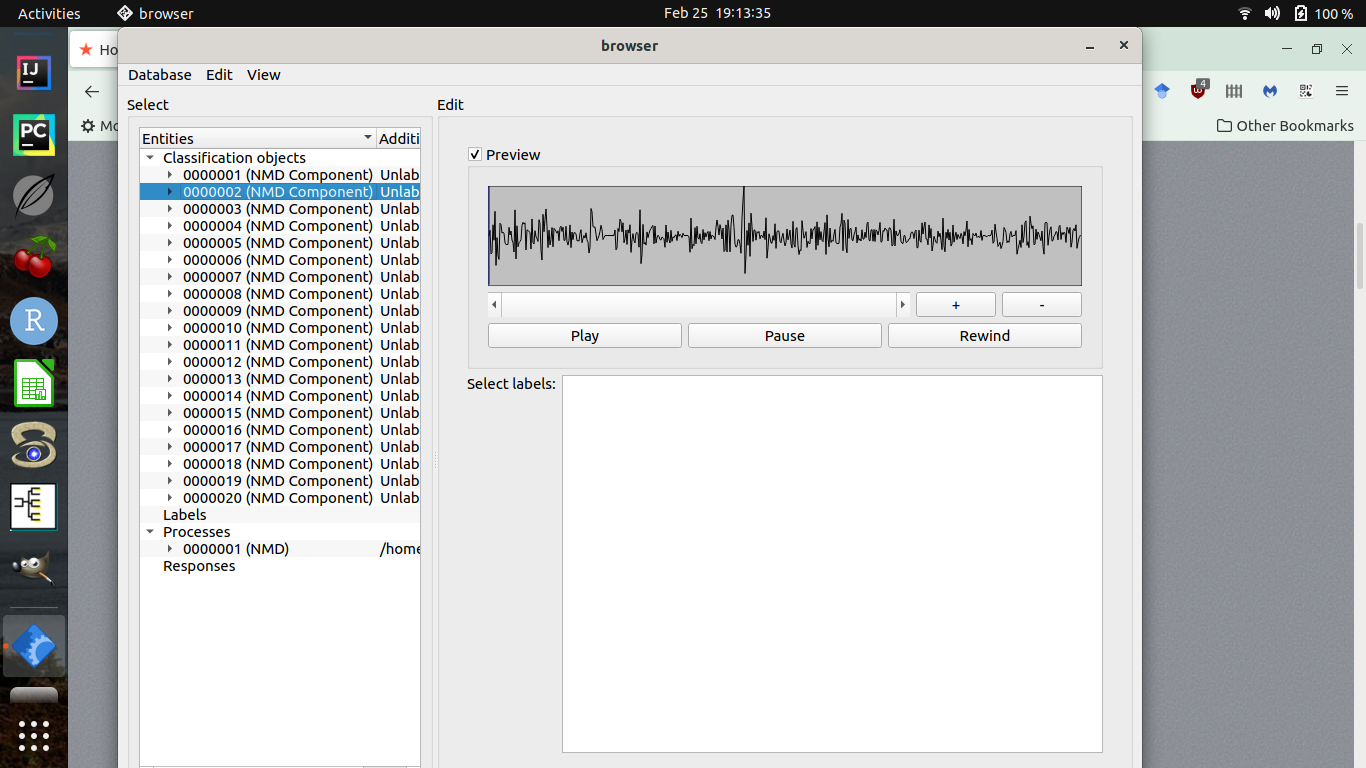 Activities browser Feb 25 19:13:35 100 %
browser
Ho
Database Edit View
4
Select Edit
Mo
Other Bookmarks
Entities Additi
Preview
Classification objects
0000001 (NMD Component) Unlab
0000002 (NMD Component) Unlab
0000003 (NMD Component) Unlab
0000004 (NMD Component) Unlab
0000005 (NMD Component) Unlab
0000006 (NMD Component) Unlab
0000007 (NMD Component) Unlab
0000008 (NMD Component) Unlab
0000009 (NMD Component) Unlab
0000010 (NMD Component) Unlab
0000011 (NMD Component) Unlab
0000012 (NMD Component) Unlab
0000013 (NMD Component) Unlab
0000014 (NMD Component) Unlab
0000015 (NMD Component) Unlab
0000016 (NMD Component) Unlab
0000017 (NMD Component) Unlab
0000018 (NMD Component) Unlab
0000019 (NMD Component) Unlab
0000020 (NMD Component) Unlab
Labels
Processes
0000001 (NMD) /home
Responses
+ -
Play Pause Rewind
Select labels:
IJ
PC
R